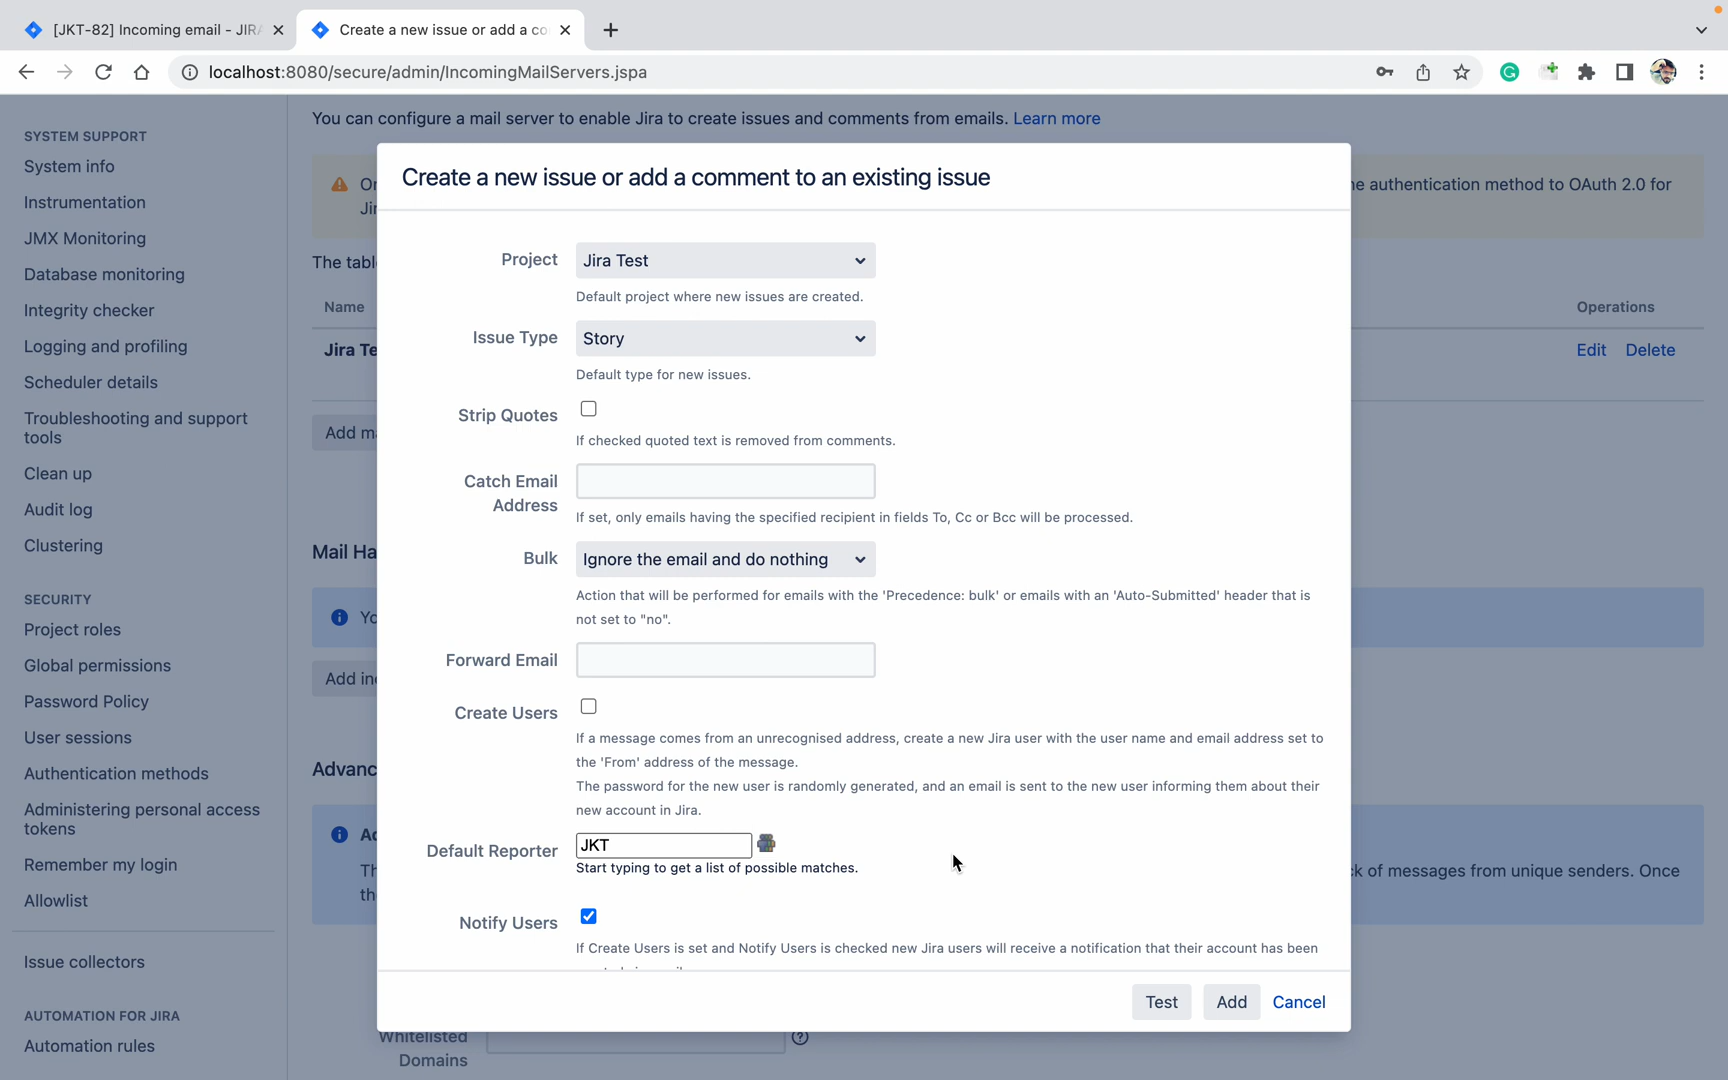 [JKT-82] Incoming email - JIR
Create a new issue or add a co
localhost:8080/secure/admin/IncomingMailServers.jspa
SYSTEM SUPPORT
System info
Instrumentation
JMX Monitoring
Database monitoring
Integrity checker
Logging and profiling
Scheduler details
Troubleshooting and support
tools
Clean up
Audit log
Clustering
SECURITY
Project roles
Global permissions
Password Policy
User sessions
Authentication methods
Administering personal access
tokens
Remember my login
Allowlist
Issue collectors
AUTOMATION FOR JIRA
Automation rules
You can configure a mail server to enable Jira to create issues and comments from emails. Learn more
e authentication method to OAuth 2.0 for
The tabl
Name
Operations
Jira Te
Edit Delete
Add ma
Mail Ha
Yo
Add in
Advanc
Ad
Th
ck of messages from unique senders. Once
the
Whitelisted
Domains
Create a new issue or add a comment to an existing issue
Project
Jira Test
Default project where new issues are created.
Issue Type
Story
Default type for new issues.
Strip Quotes
If checked quoted text is removed from comments.
Catch Email
Address
If set, only emails having the specified recipient in fields To, Cc or Bcc will be processed.
Bulk
Ignore the email and do nothing
Action that will be performed for emails with the 'Precedence: bulk' or emails with an 'Auto-Submitted' header that is
not set to "no".
Forward Email
Create Users
If a message comes from an unrecognised address, create a new Jira user with the user name and email address set to
the 'From' address of the message.
The password for the new user is randomly generated, and an email is sent to the new user informing them about their
new account in Jira.
Default Reporter
JKT
Start typing to get a list of possible matches.
Notify Users
If Create Users is set and Notify Users is checked new Jira users will receive a notification that their account has been
Test
Add
Cancel